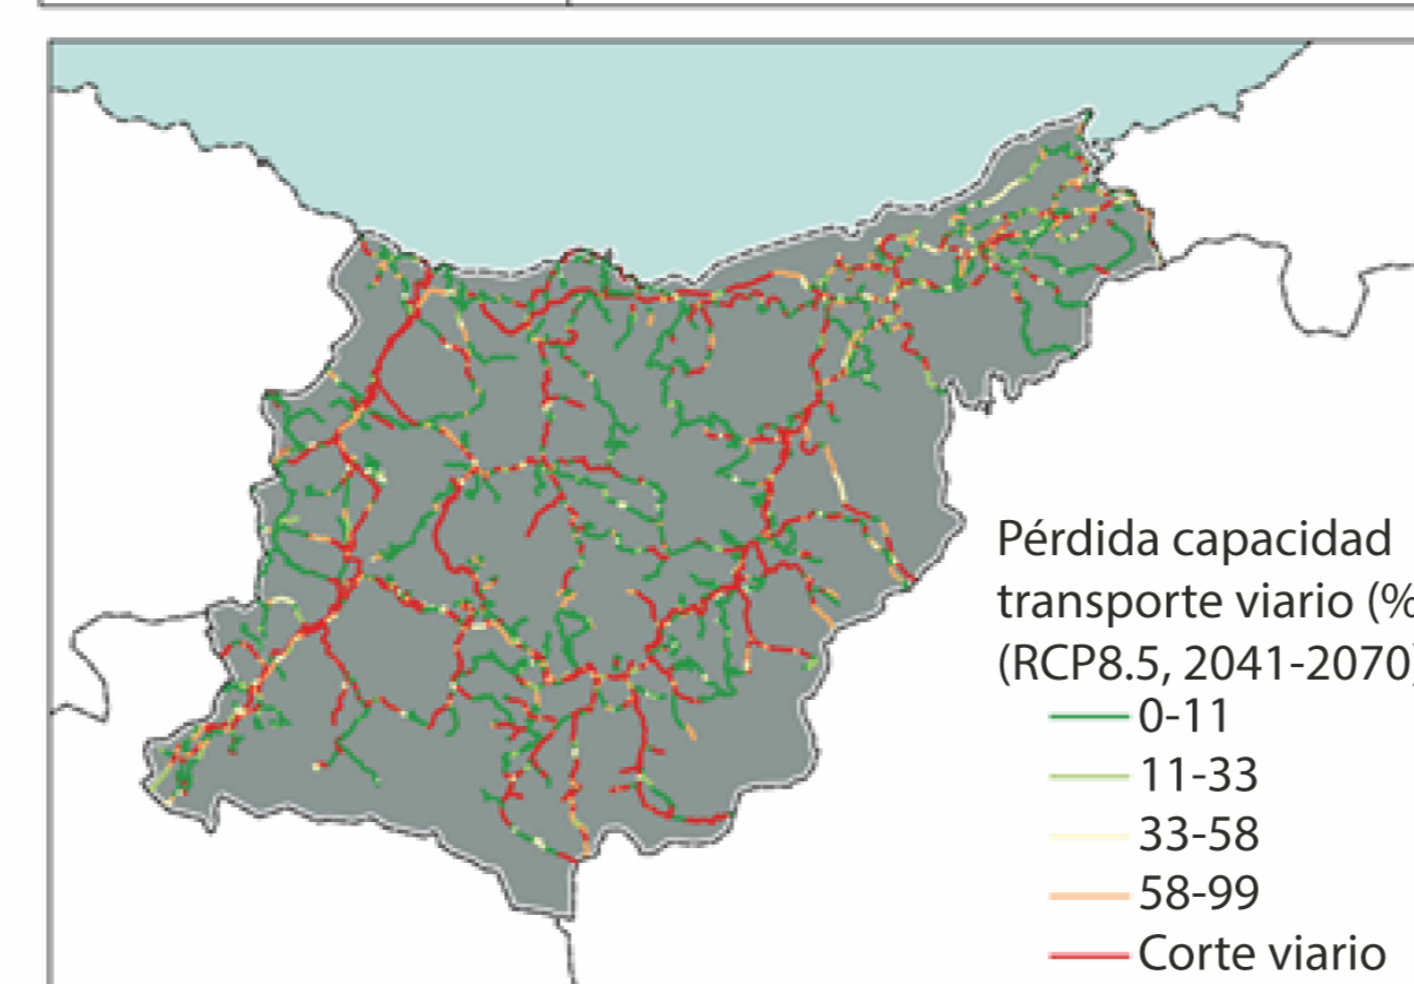 Pérdida capacidad
transporte viario (%
(RCP8.5, 2041-2070)
0-11
11-33
33-58
58-99
Corte viario